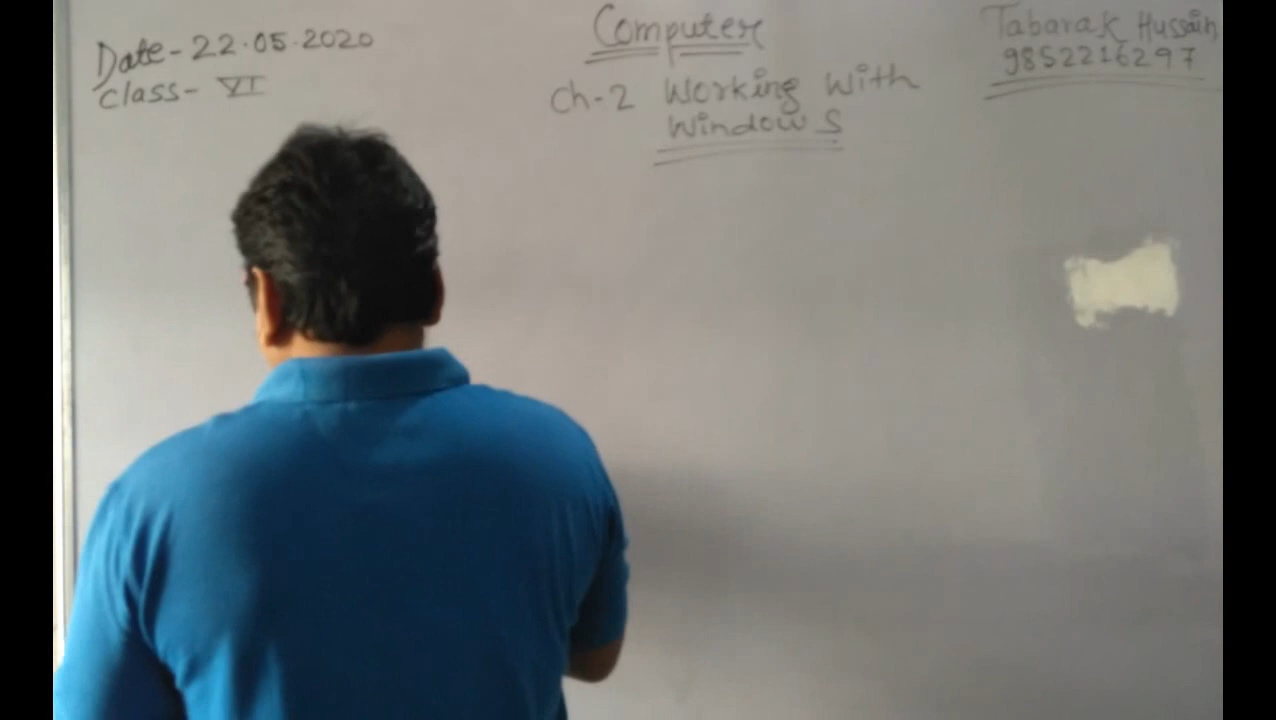 Date-22.05.2020
Class-VI
Computer
Ch-2 Working With
Windows
Tabarak Hussain
9852216297